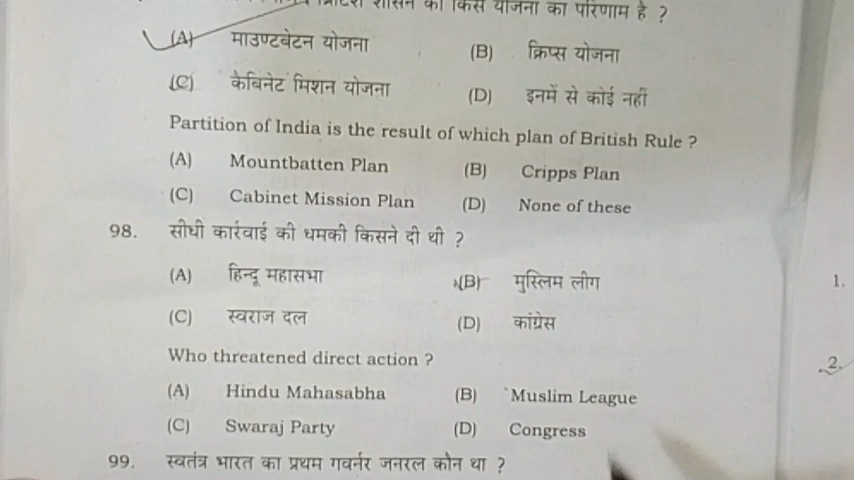 ब्रिटिश शासन की किस योजना का परिणाम है ?
(A) माउण्टबेटन योजना (B) क्रिप्स योजना
(C) कैबिनेट मिशन योजना (D) इनमें से कोई नहीं
Partition of India is the result of which plan of British Rule ?
(A) Mountbatten Plan (B) Cripps Plan
(C) Cabinet Mission Plan (D) None of these
98. सीधी कार्रवाई की धमकी किसने दी थी ?
(A) हिन्दू महासभा (B) मुस्लिम लीग
(C) स्वराज दल (D) कांग्रेस
Who threatened direct action ?
(A) Hindu Mahasabha (B) Muslim League
(C) Swaraj Party (D) Congress
99. स्वतंत्र भारत का प्रथम गवर्नर जनरल कौन था ?
1.
2.